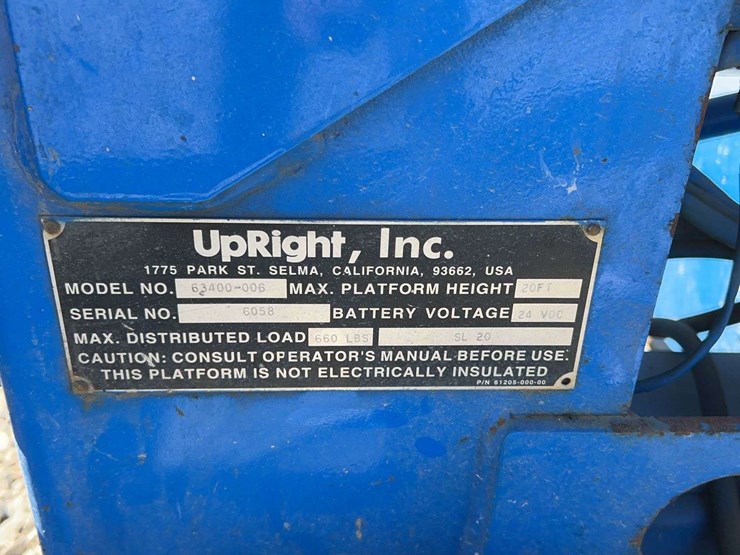 UpRight, Inc.
1775 PARK ST. SELMA, CALIFORNIA, 93662, USA
MODEL NO. 63400-006 MAX. PLATFORM HEIGHT 20FT
SERIAL NO. 6058 BATTERY VOLTAGE 24 VDC
MAX. DISTRIBUTED LOAD 660 LBS SL 20
CAUTION: CONSULT OPERATOR'S MANUAL BEFORE USE.
THIS PLATFORM IS NOT ELECTRICALLY INSULATED
P/N 61205-000-00